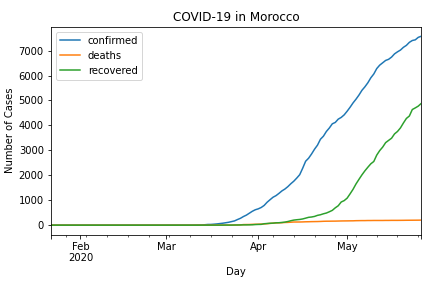 COVID-19 in Morocco
confirmed
deaths
recovered
7000
6000
5000
4000
3000
2000
1000
0
Number of Cases
Feb
2020
Mar
Apr
May
Day